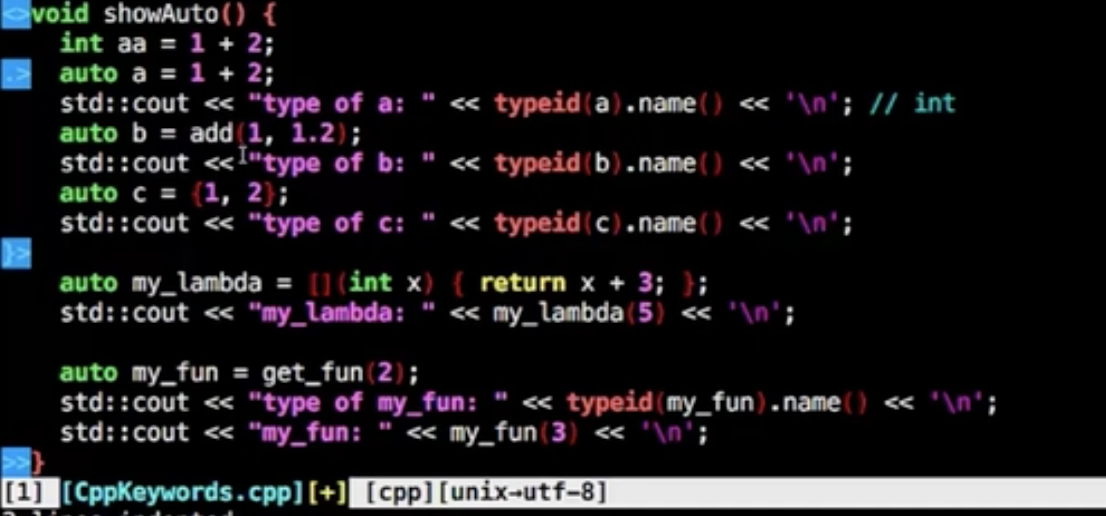 <>void showAuto() {
int aa = 1 + 2;
.> auto a = 1 + 2;
std::cout << "type of a: " << typeid(a).name() << '\n'; // int
auto b = add(1, 1.2);
std::cout << "type of b: " << typeid(b).name() << '\n';
auto c = {1, 2};
std::cout << "type of c: " << typeid(c).name() << '\n';
}>
auto my_lambda = [](int x) { return x + 3; };
std::cout << "my_lambda: " << my_lambda(5) << '\n';
auto my_fun = get_fun(2);
std::cout << "type of my_fun: " << typeid(my_fun).name() << '\n';
std::cout << "my_fun: " << my_fun(3) << '\n';
>>}
[1] [CppKeywords.cpp][+] [cpp][unix→utf-8]